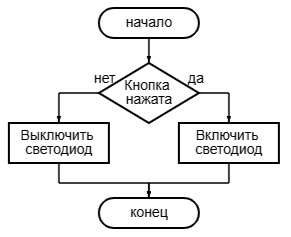 начало
нет
Кнопка
да
нажата
Выключить
светодиод
Включить
светодиод
конец